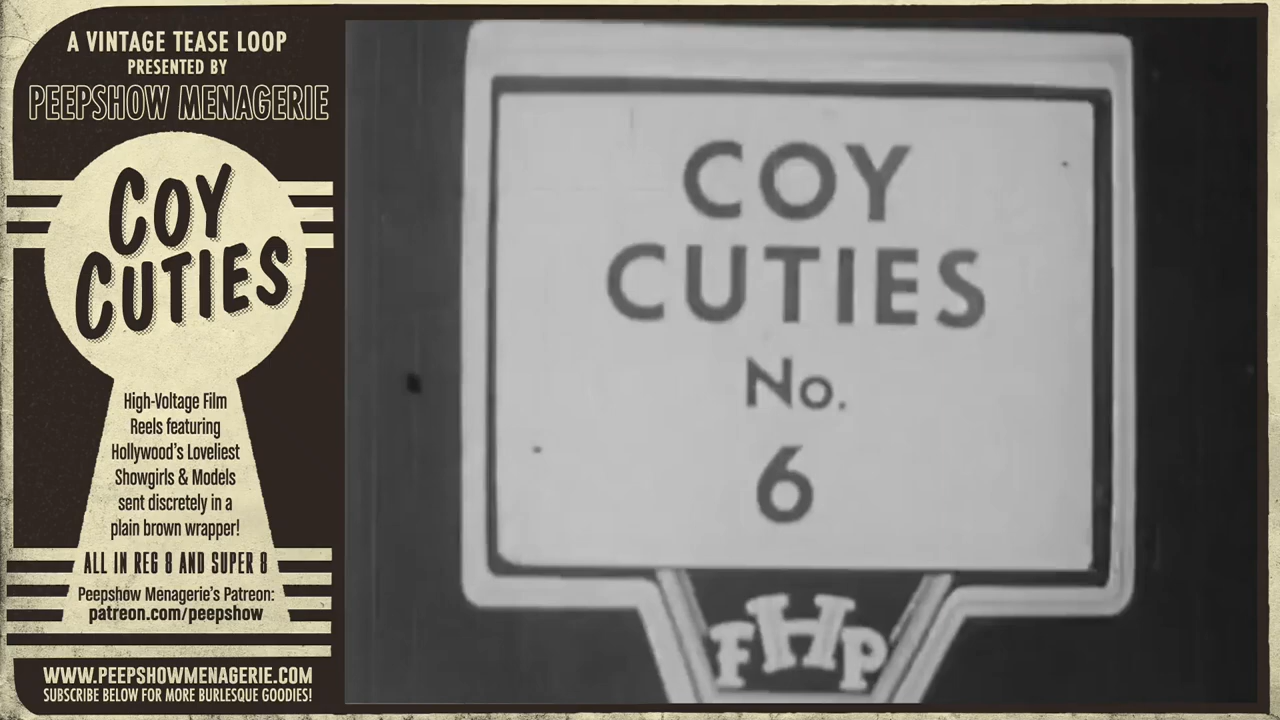 A VINTAGE TEASE LOOP
PRESENTED BY
PEEPSHOW MENAGERIE
COY
CUTIES
High-Voltage Film
Reels featuring
Hollywood's Loveliest
Showgirls & Models
sent discretely in a
plain brown wrapper!
ALL IN REG 8 AND SUPER 8
Peepshow Menagerie's Patreon:
patreon.com/peepshow
WWW.PEEPSHOWMENAGERIE.COM
SUBSCRIBE BELOW FOR MORE BURLESQUE GOODIES!
COY
CUTIES
No.
6
FHP